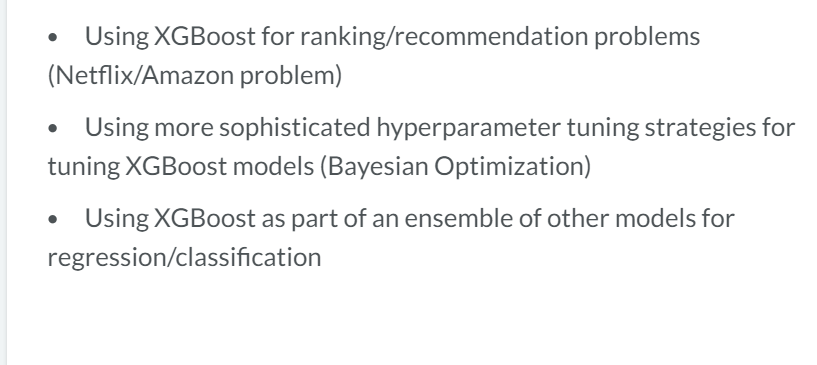 • Using XGBoost for ranking/recommendation problems
(Netflix/Amazon problem)
• Using more sophisticated hyperparameter tuning strategies for
tuning XGBoost models (Bayesian Optimization)
• Using XGBoost as part of an ensemble of other models for
regression/classification